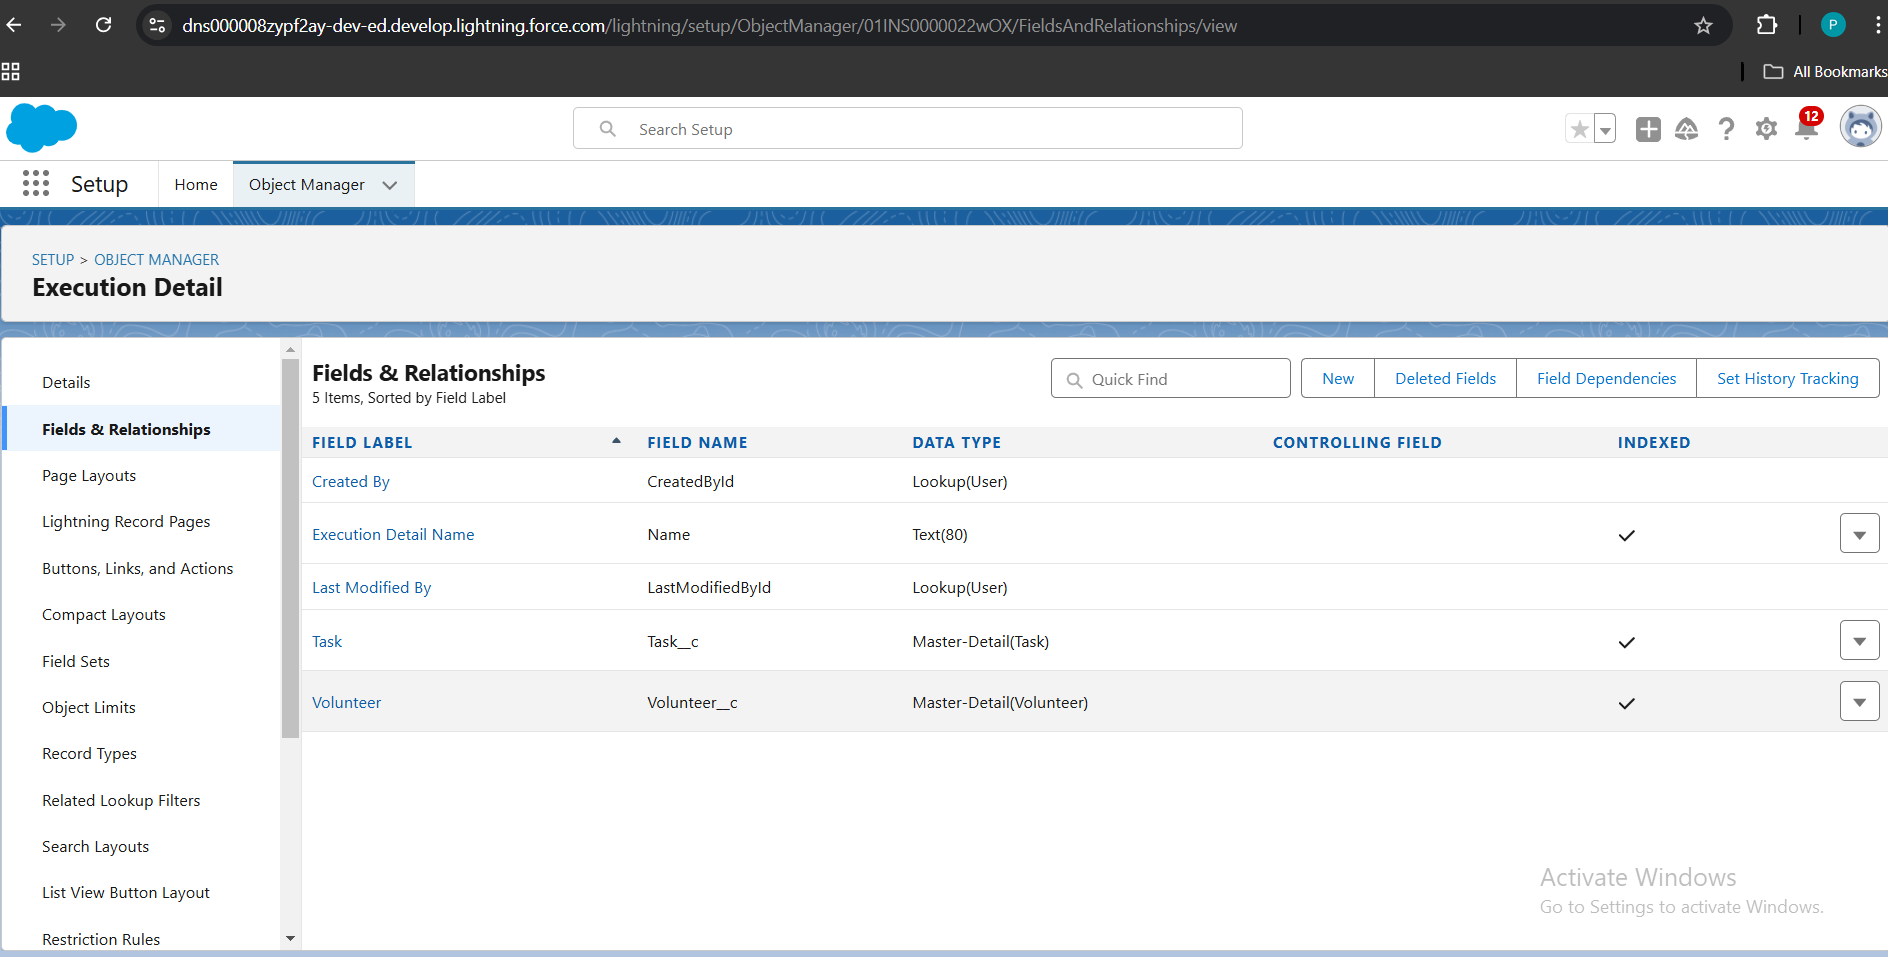 dns000008zypf2ay-dev-ed.develop.lightning.force.com/lightning/setup/ObjectManager/01INS0000022wOX/FieldsAndRelationships/view
P
All Bookmarks
Search Setup
12
Setup
Home
Object Manager
SETUP > OBJECT MANAGER
Execution Detail
Details
Fields & Relationships
Page Layouts
Lightning Record Pages
Buttons, Links, and Actions
Compact Layouts
Field Sets
Object Limits
Record Types
Related Lookup Filters
Search Layouts
List View Button Layout
Restriction Rules
Fields & Relationships
5 Items, Sorted by Field Label
Quick Find
New
Deleted Fields
Field Dependencies
Set History Tracking
FIELD LABEL FIELD NAME DATA TYPE CONTROLLING FIELD INDEXED
Created By CreatedById Lookup(User)
Execution Detail Name Name Text(80)
Last Modified By LastModifiedById Lookup(User)
Task Task__c Master-Detail(Task)
Volunteer Volunteer__c Master-Detail(Volunteer)
Activate Windows
Go to Settings to activate Windows.